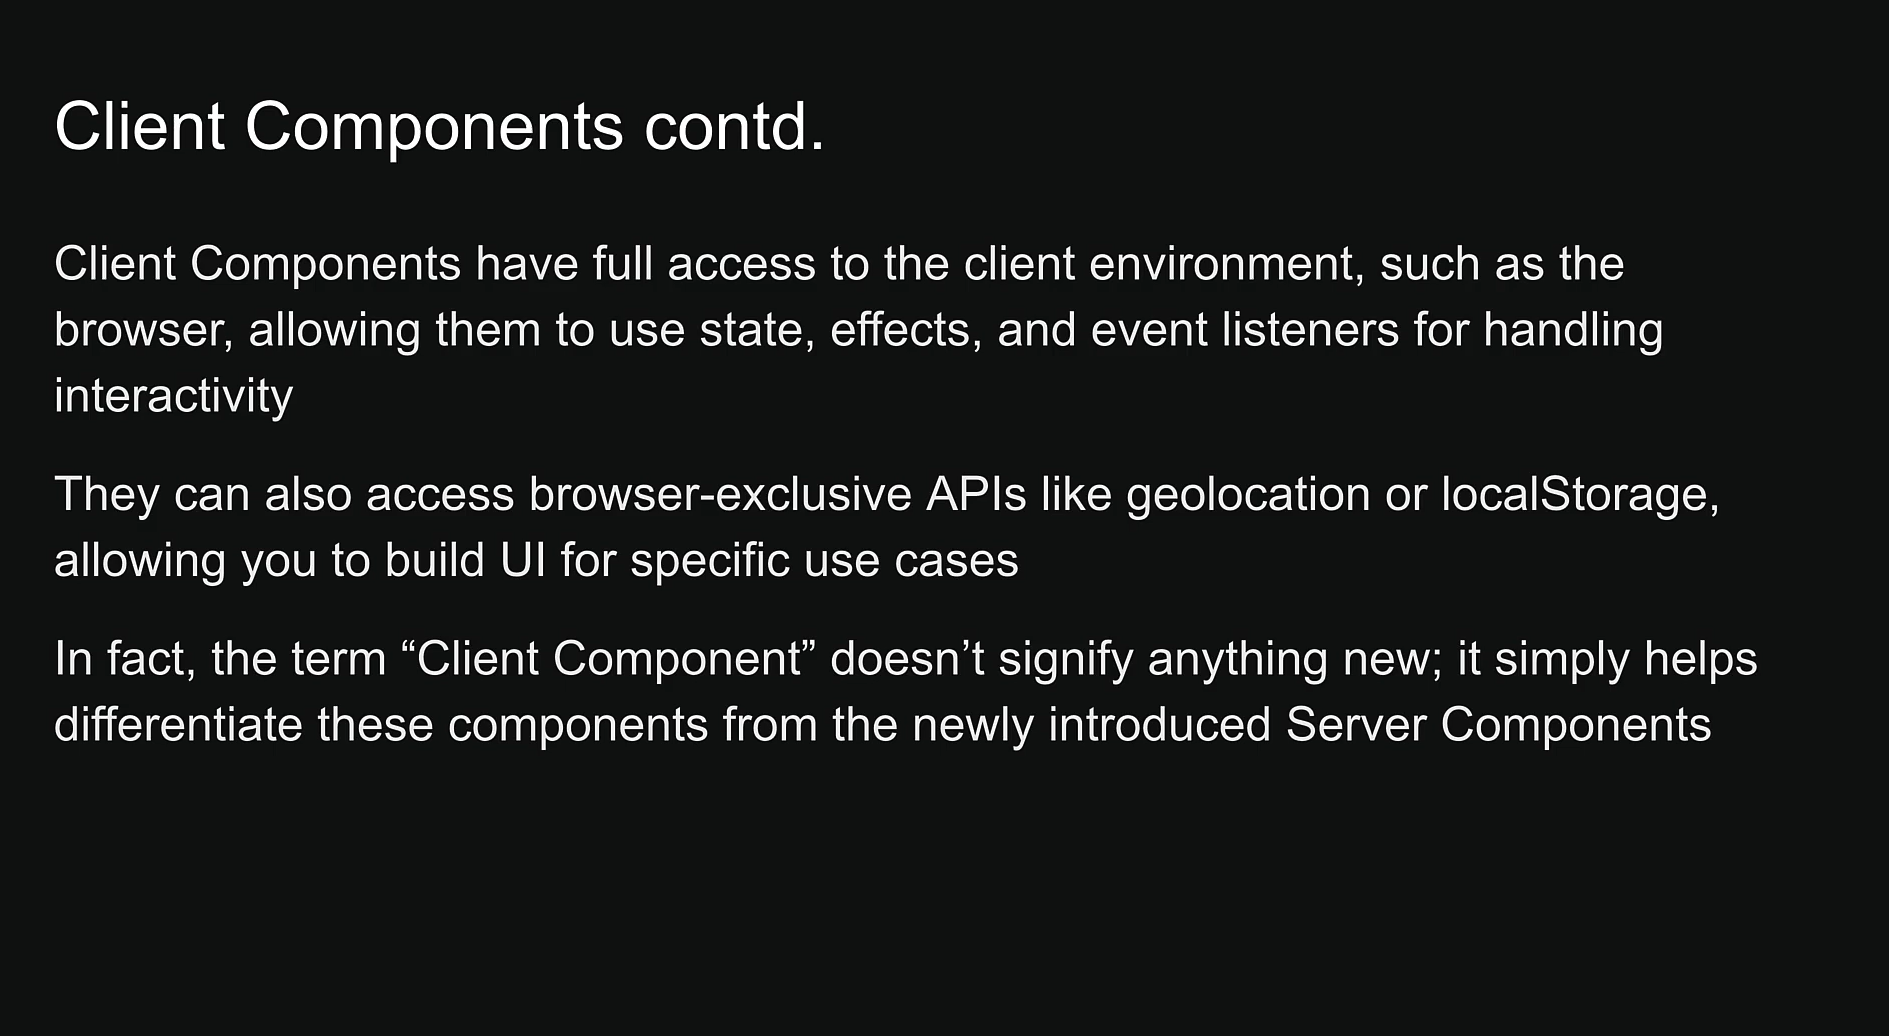 Client Components contd.
Client Components have full access to the client environment, such as the
browser, allowing them to use state, effects, and event listeners for handling
interactivity
They can also access browser-exclusive APIs like geolocation or localStorage,
allowing you to build UI for specific use cases
In fact, the term “Client Component” doesn’t signify anything new; it simply helps
differentiate these components from the newly introduced Server Components